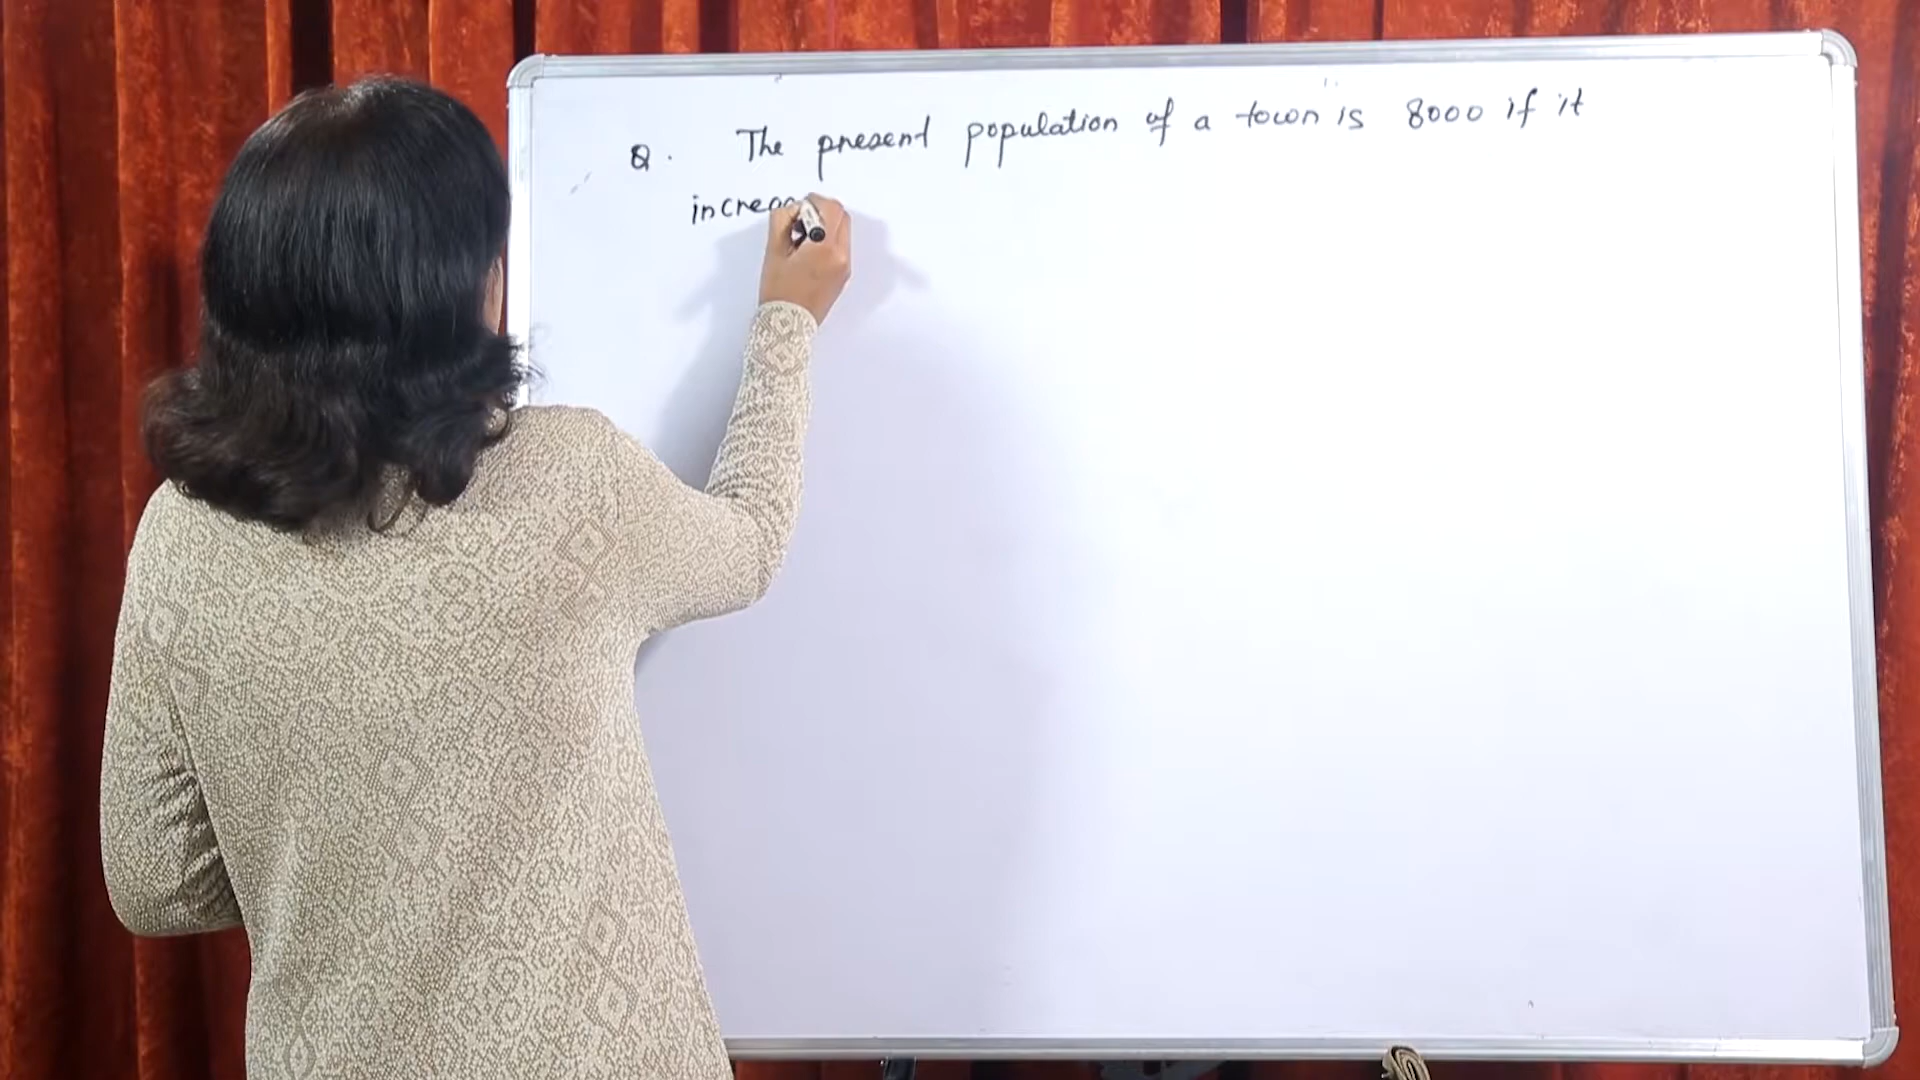 Q. The present population of a town is 8000 if it
increa